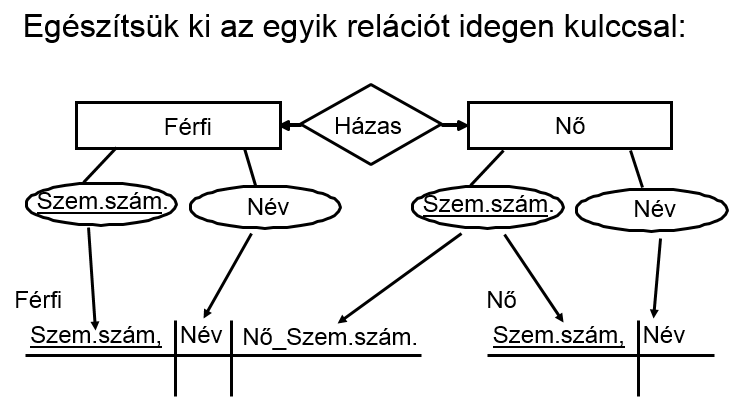 Egészítsük ki az egyik relációt idegen kulccsal:
Férfi
Házas
Nő
Szem.szám.
Név
Szem.szám.
Név
Férfi
Nő
Szem.szám, Név Nő_Szem.szám.
Szem.szám, Név